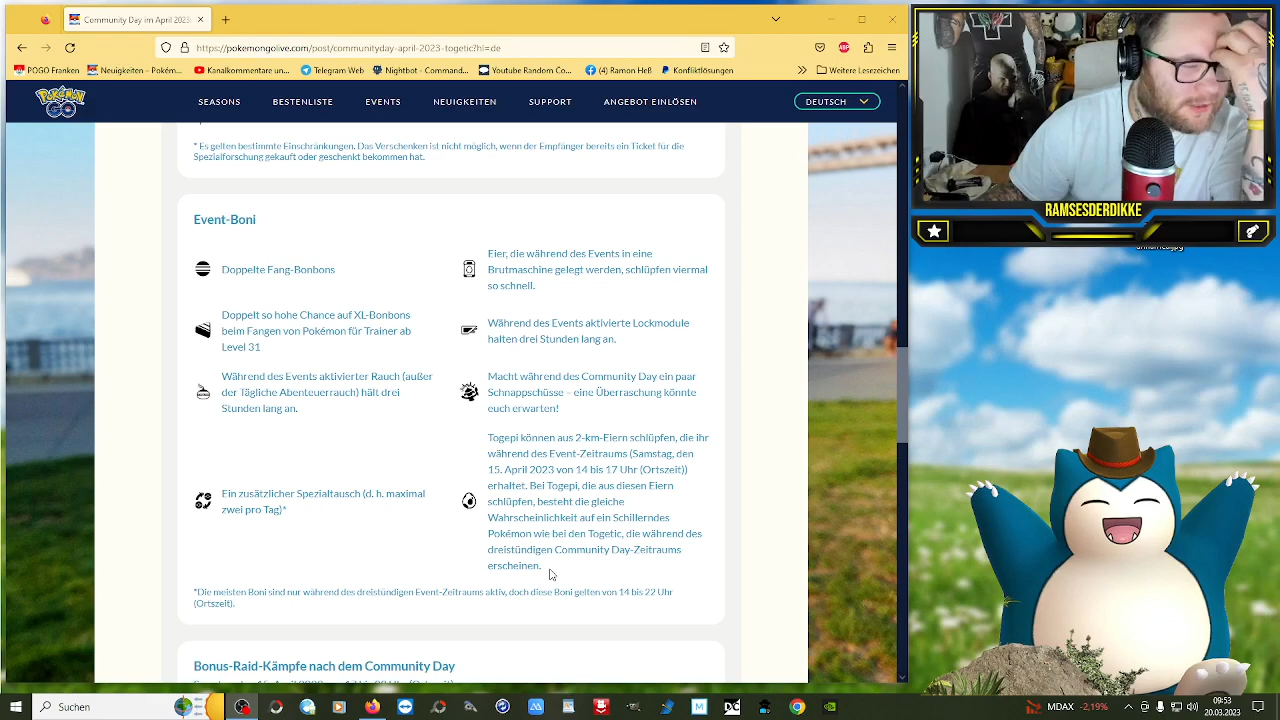 Community Day im April 2023
https://pokemongolive.com/post/communityday-april-2023-togetic?hl=de
POGO Franken
Neuigkeiten – Pokém...
Kanalkommentare un...
Telegram Web
Nightbot - Comman...
Youtube Random Co...
(4) Ramses Heß
Konfliktlösungen
Weitere Lesezeichen
ABP
Pokémon GO
SEASONS
BESTENLISTE
EVENTS
NEUIGKEITEN
SUPPORT
ANGEBOT EINLÖSEN
DEUTSCH
* Es gelten bestimmte Einschränkungen. Das Verschenken ist nicht möglich, wenn der Empfänger bereits ein Ticket für die
Spezialforschung gekauft oder geschenkt bekommen hat.
Event-Boni
Doppelte Fang-Bonbons
Eier, die während des Events in eine
Brutmaschine gelegt werden, schlüpfen viermal
so schnell.
Doppelt so hohe Chance auf XL-Bonbons
beim Fangen von Pokémon für Trainer ab
Level 31
Während des Events aktivierte Lockmodule
halten drei Stunden lang an.
Während des Events aktivierter Rauch (außer
der Tägliche Abenteuerrauch) hält drei
Stunden lang an.
Macht während des Community Day ein paar
Schnappschüsse – eine Überraschung könnte
euch erwarten!
Ein zusätzlicher Spezialtausch (d. h. maximal
zwei pro Tag)*
Togepi können aus 2-km-Eiern schlüpfen, die ihr
während des Event-Zeitraums (Samstag, den
15. April 2023 von 14 bis 17 Uhr (Ortszeit))
erhaltet. Bei Togepi, die aus diesen Eiern
schlüpfen, besteht die gleiche
Wahrscheinlichkeit auf ein Schillerndes
Pokémon wie bei den Togetic, die während des
dreistündigen Community Day-Zeitraums
erscheinen.
*Die meisten Boni sind nur während des dreistündigen Event-Zeitraums aktiv, doch diese Boni gelten von 14 bis 22 Uhr
(Ortszeit).
Bonus-Raid-Kämpfe nach dem Community Day
RAMSESDERDIKKE
Suchen
MDAX -2,19%
09:53
20.03.2023